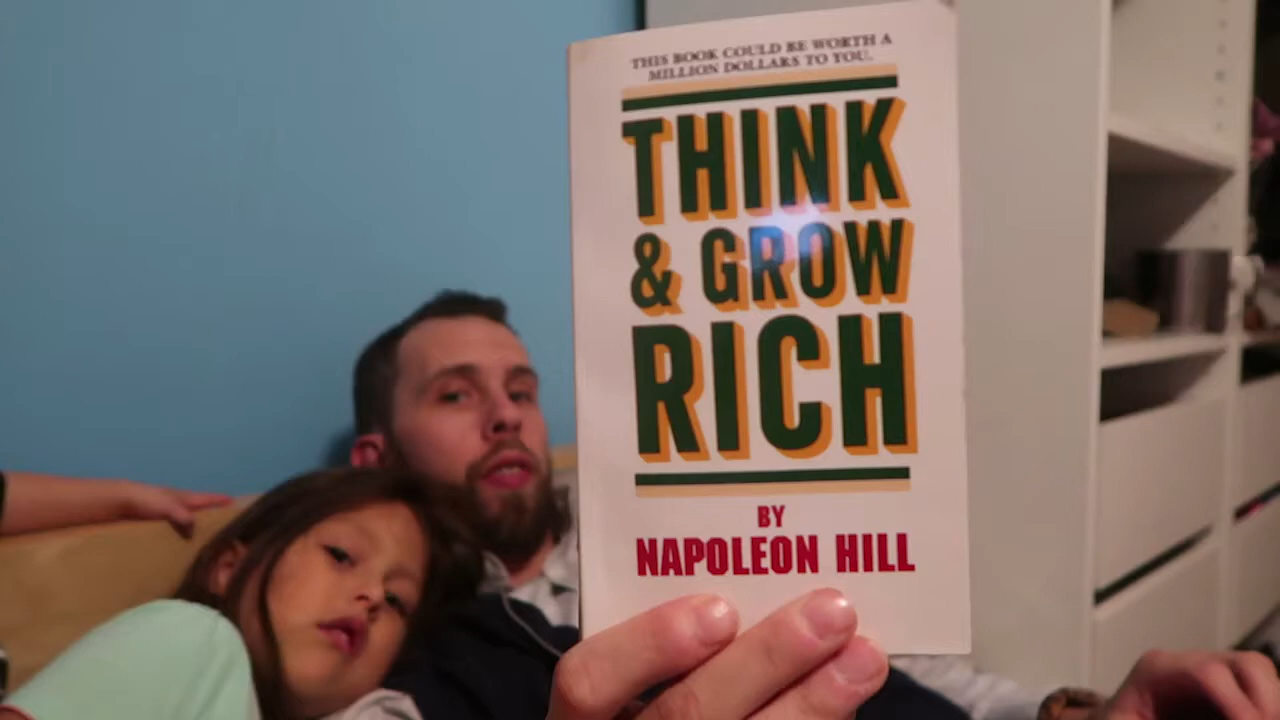 THIS BOOK COULD BE WORTH A
MILLION DOLLARS TO YOU.
THINK
& GROW
RICH
BY
NAPOLEON HILL